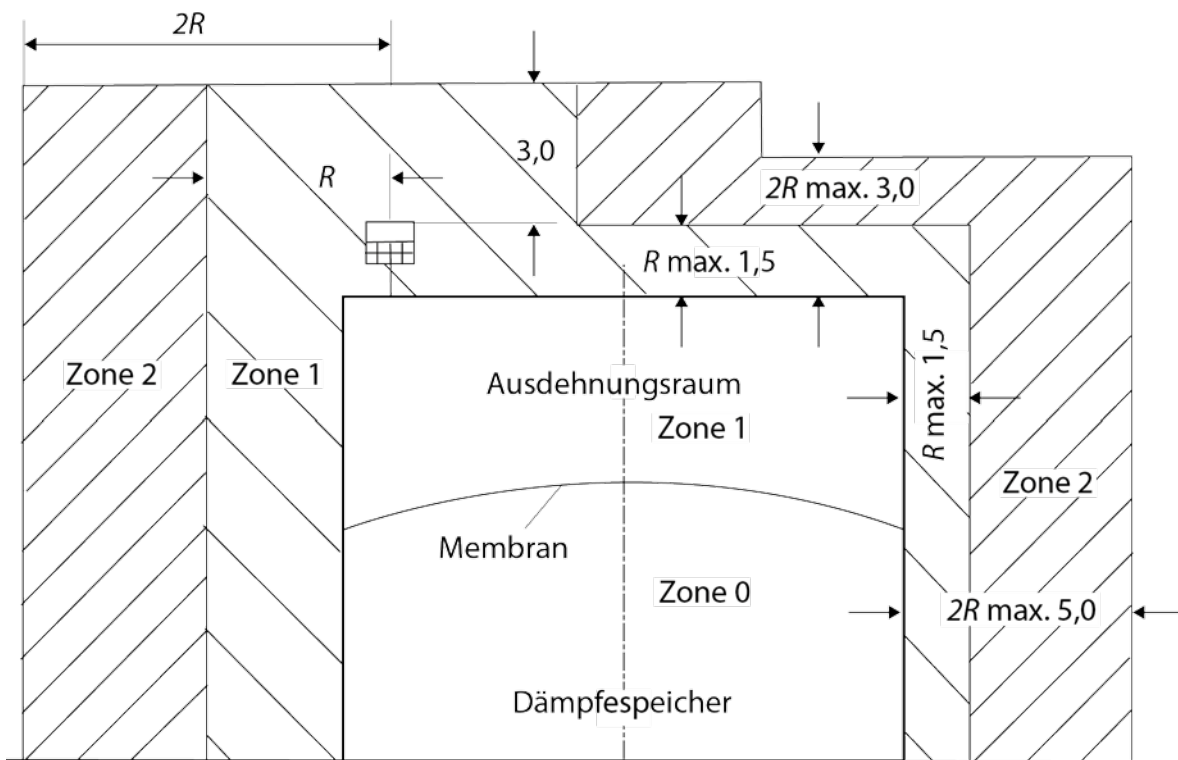 2R
3,0
R
2R max. 3,0
R max. 1,5
Zone 2
Zone 1
Ausdehnungsraum
Zone 1
R max. 1,5
Zone 2
Membran
Zone 0
2R max. 5,0
Dämpfespeicher